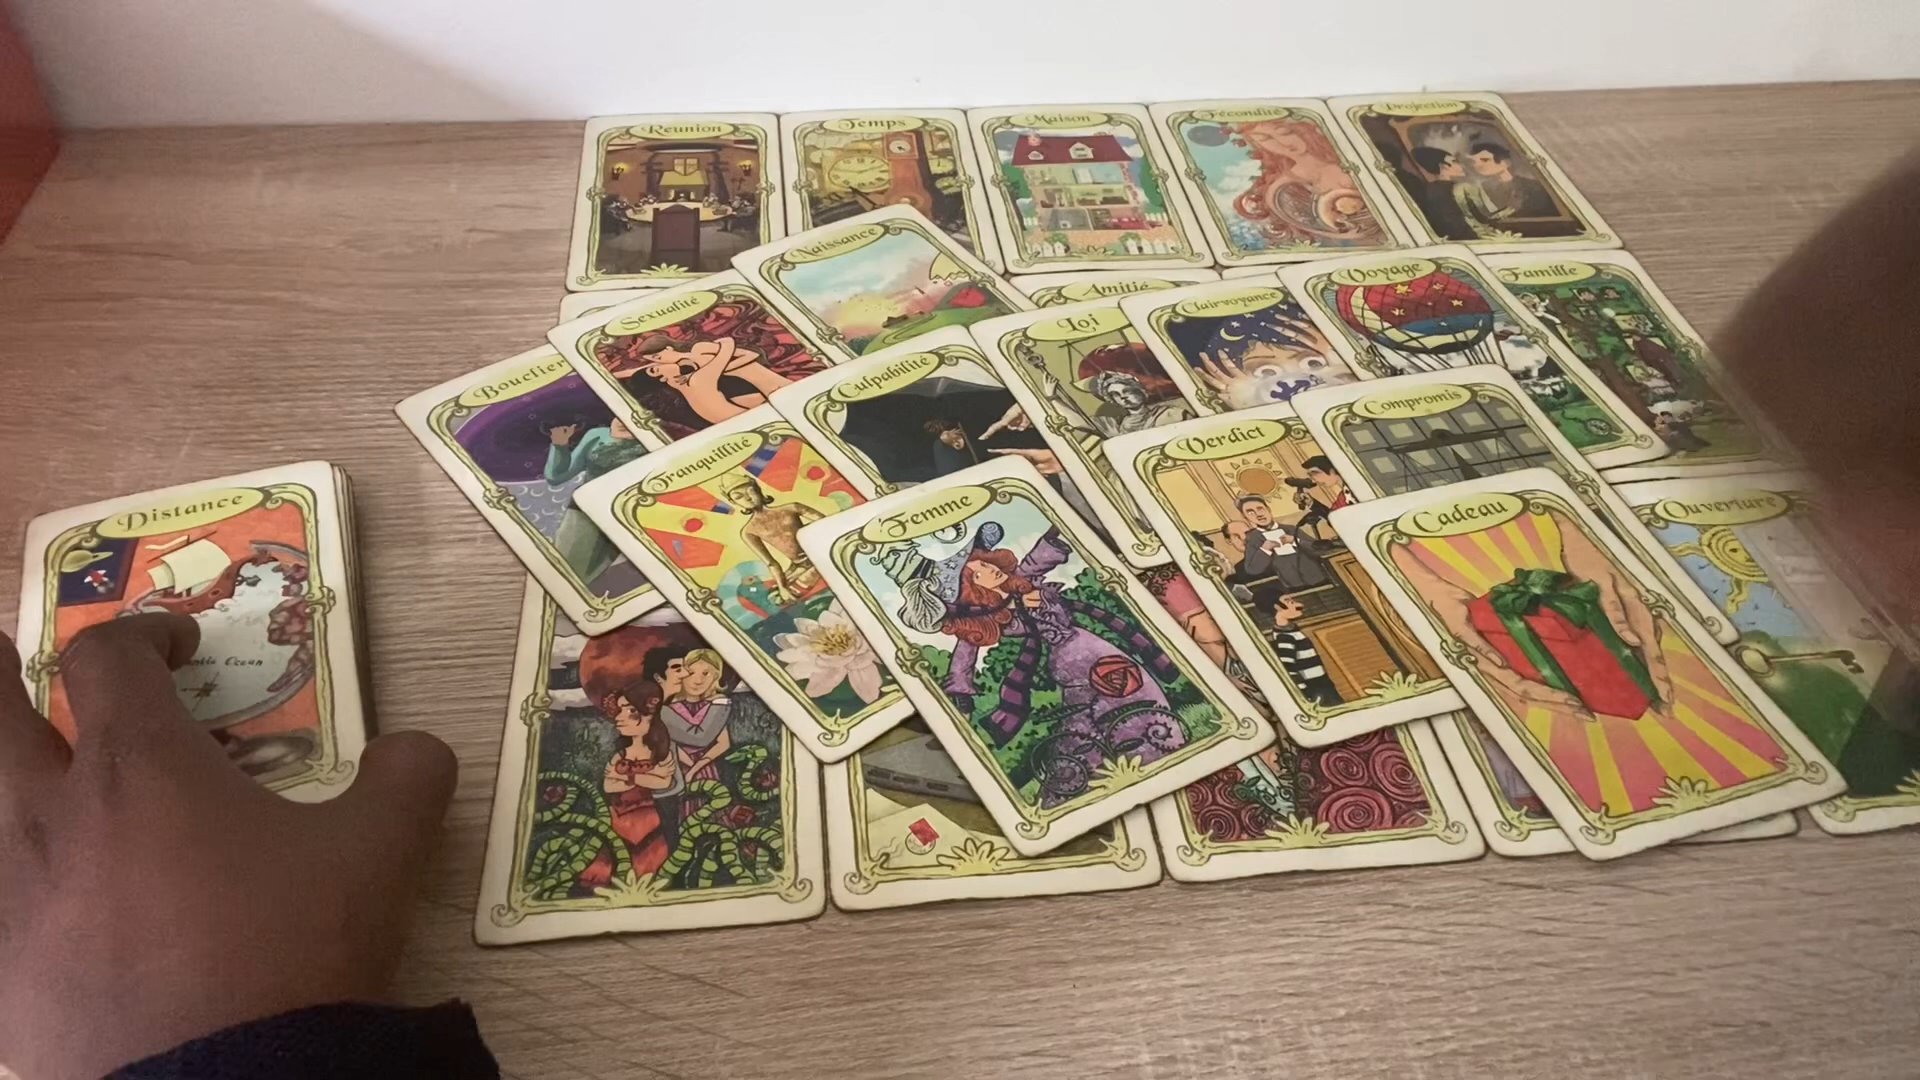 Reunion
Temps
Maison
Fécondité
Projection
Naissance
Amitié
Voyage
Famille
Sexualité
Loi
Clairvoyance
Bouclier
Culpabilité
Compromis
Tranquillité
Verdict
Distance
Femme
Cadeau
Ouverture
Ocean